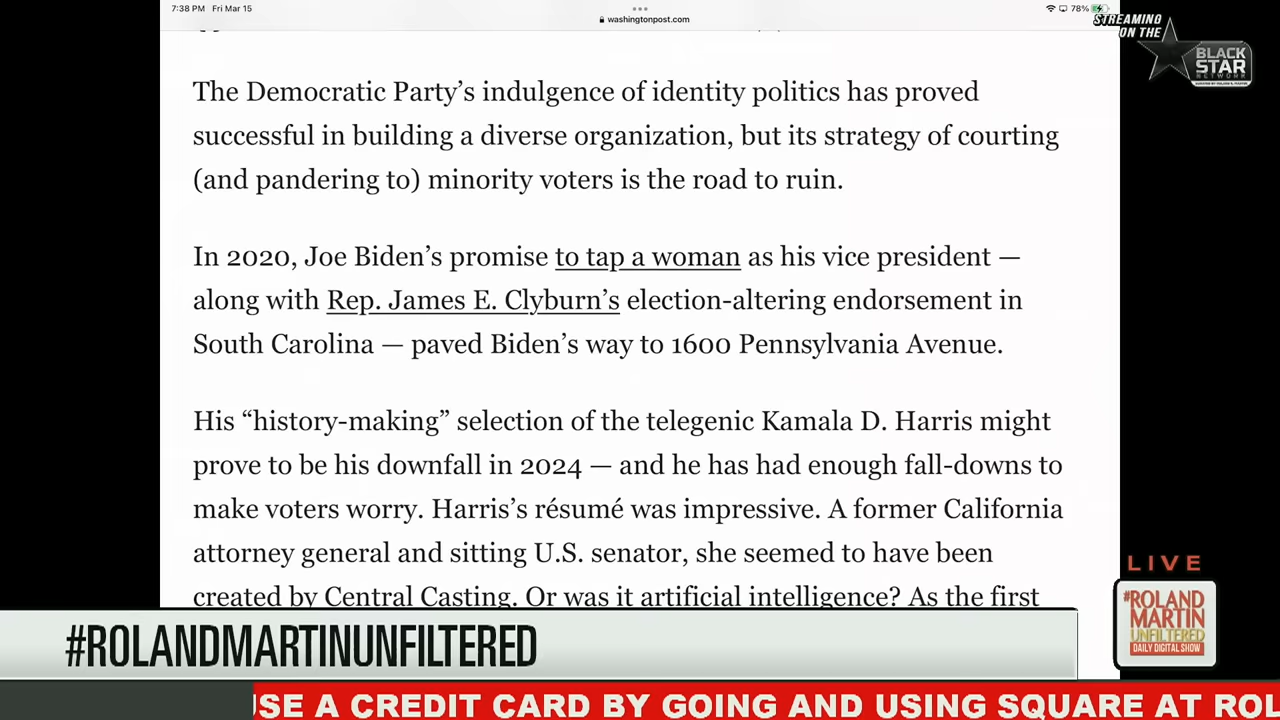 7:38 PM Fri Mar 15
washingtonpost.com
78%
STREAMING
ON THE
BLACK
STAR
NETWORK
The Democratic Party’s indulgence of identity politics has proved
successful in building a diverse organization, but its strategy of courting
(and pandering to) minority voters is the road to ruin.
In 2020, Joe Biden’s promise to tap a woman as his vice president —
along with Rep. James E. Clyburn’s election-altering endorsement in
South Carolina — paved Biden’s way to 1600 Pennsylvania Avenue.
His “history-making” selection of the telegenic Kamala D. Harris might
prove to be his downfall in 2024 — and he has had enough fall-downs to
make voters worry. Harris’s résumé was impressive. A former California
attorney general and sitting U.S. senator, she seemed to have been
created by Central Casting. Or was it artificial intelligence? As the first
LIVE
#ROLAND
MARTIN
UNFILTERED
DAILY DIGITAL SHOW
#ROLANDMARTINUNFILTERED
SE A CREDIT CARD BY GOING AND USING SQUARE AT ROL